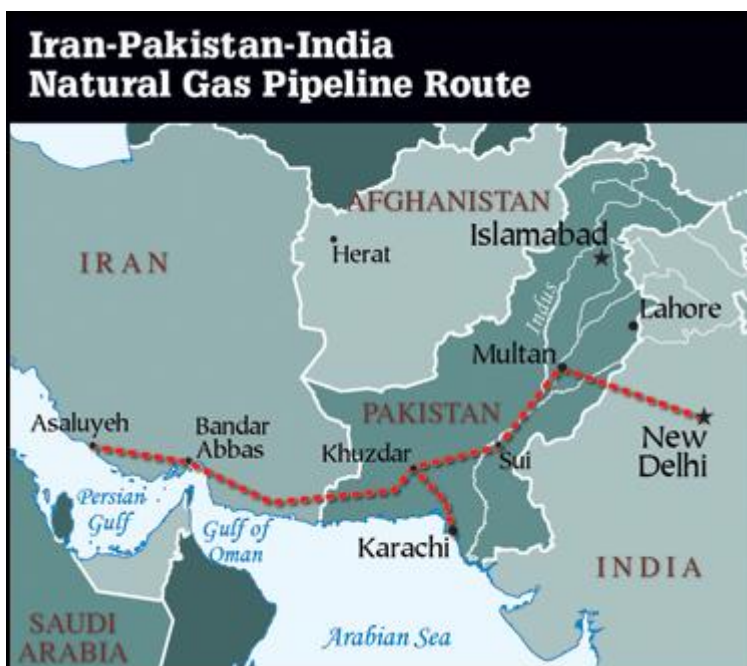 Iran-Pakistan-India
Natural Gas Pipeline Route
AFGHANISTAN
Islamabad
IRAN
Herat
Indus
Lahore
Multan
PAKISTAN
Asaluyeh
Bandar
Abbas
Khuzdar
Sui
New
Delhi
Persian
Gulf
Gulf of
Oman
Karachi
INDIA
SAUDI
ARABIA
Arabian Sea